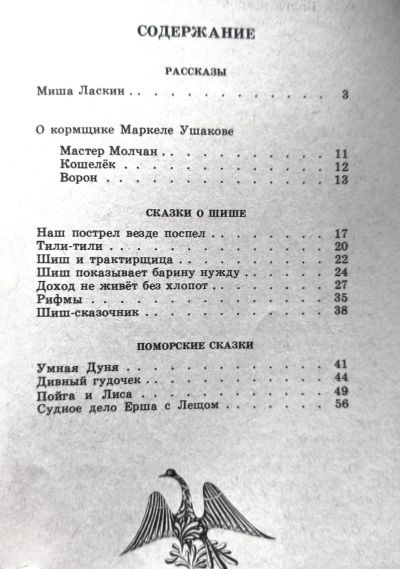 СОДЕРЖАНИЕ
РАССКАЗЫ
Миша Ласкин . . . . . . . . . . . . . 3
О кормщике Маркеле Ушакове
Мастер Молчан . . . . . . . . . . . 11
Кошелёк . . . . . . . . . . . . . 12
Ворон . . . . . . . . . . . . . . 13
СКАЗКИ О ШИШЕ
Наш пострел везде поспел . . . . . . . . 17
Тили-тили . . . . . . . . . . . . . 20
Шиш и трактирщица . . . . . . . . . . 22
Шиш показывает барину нужду . . . . . . . 24
Доход не живёт без хлопот . . . . . . . . 27
Рифмы . . . . . . . . . . . . . . 35
Шиш-сказочник . . . . . . . . . . . . 38
ПОМОРСКИЕ СКАЗКИ
Умная Дуня . . . . . . . . . . . . . 41
Дивный гудочек . . . . . . . . . . . . 44
Пойга и Лиса . . . . . . . . . . . . 49
Судное дело Ерша с Лещом . . . . . . . . 56